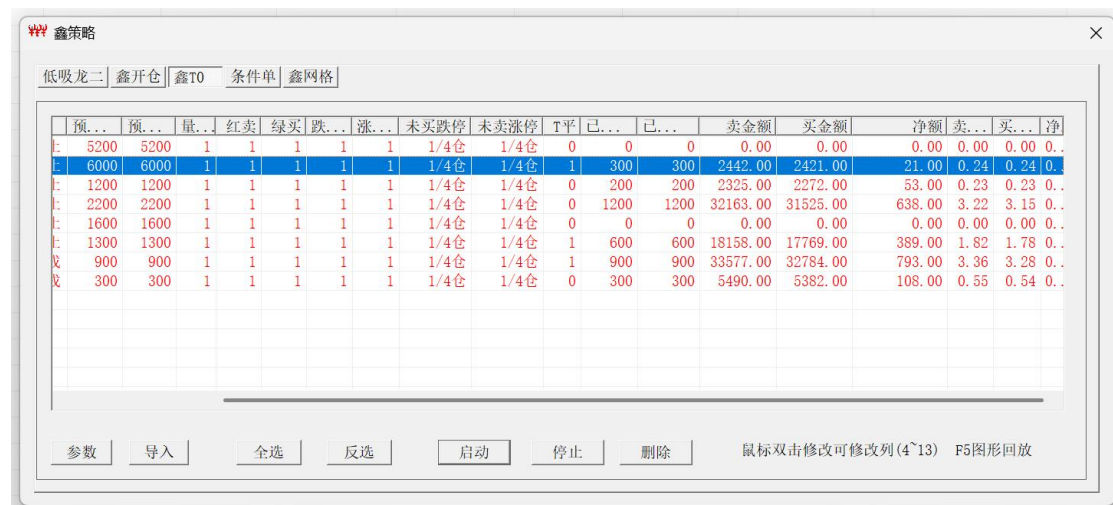 鑫策略
低吸龙二 鑫开仓 鑫T0 条件单 鑫网格
预... 预... 量... 红卖 绿买 跌... 涨... 未买跌停 未卖涨停 T平 已... 已... 卖金额 买金额 净额 卖... 买... 净
5200 5200 1 1 1 1 1 1/4仓 1/4仓 0 0 0 0.00 0.00 0.00 0.00 0.00 0..
6000 6000 1 1 1 1 1 1/4仓 1/4仓 1 300 300 2442.00 2421.00 21.00 0.24 0.24 0..
1200 1200 1 1 1 1 1 1/4仓 1/4仓 0 200 200 2325.00 2272.00 53.00 0.23 0.23 0..
2200 2200 1 1 1 1 1 1/4仓 1/4仓 0 1200 1200 32163.00 31525.00 638.00 3.22 3.15 0..
1600 1600 1 1 1 1 1 1/4仓 1/4仓 0 0 0 0.00 0.00 0.00 0.00 0.00 0..
1300 1300 1 1 1 1 1 1/4仓 1/4仓 1 600 600 18158.00 17769.00 389.00 1.82 1.78 0..
900 900 1 1 1 1 1 1/4仓 1/4仓 1 900 900 33577.00 32784.00 793.00 3.36 3.28 0..
300 300 1 1 1 1 1 1/4仓 1/4仓 0 300 300 5490.00 5382.00 108.00 0.55 0.54 0..
参数 导入 全选 反选 启动 停止 删除 鼠标双击修改可修改列(4~13) F5图形回放